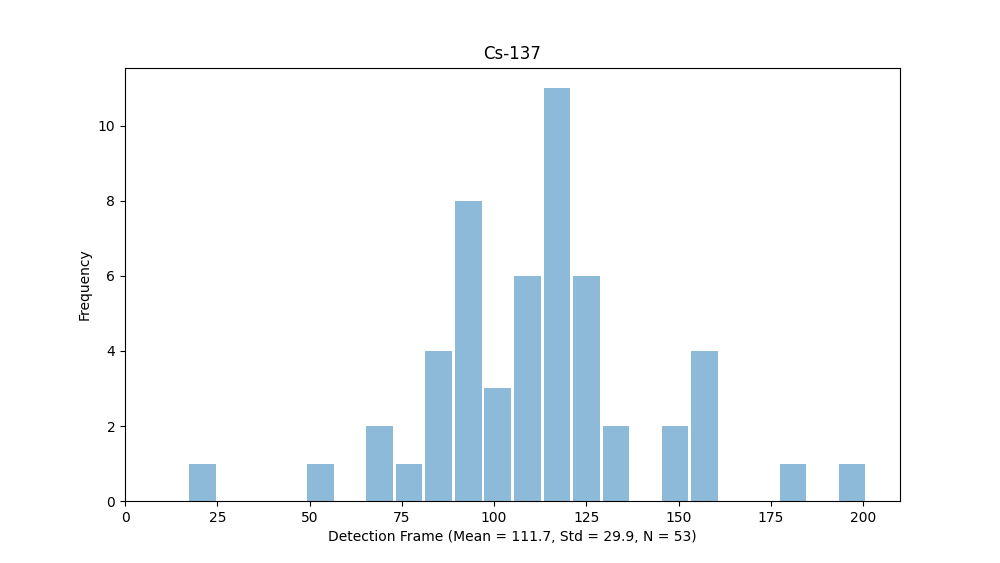 Cs-137
10
8
6
4
2
0
Frequency
0 25 50 75 100 125 150 175 200
Detection Frame (Mean = 111.7, Std = 29.9, N = 53)